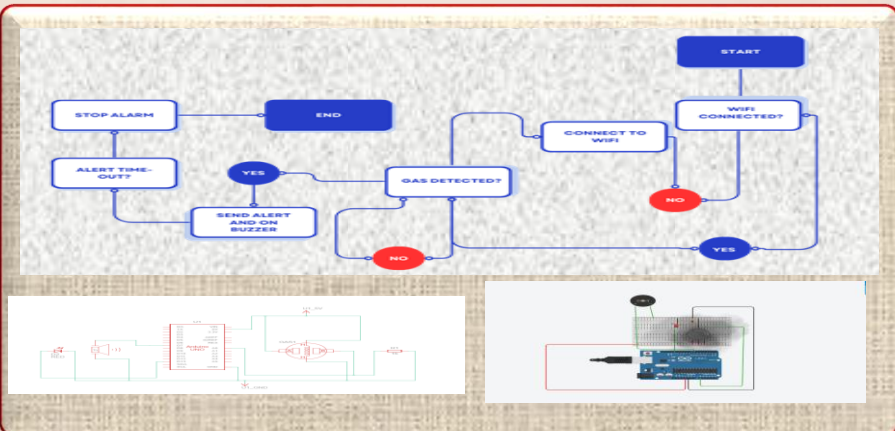 START
WIFI
CONNECTED?
STOP ALARM
END
CONNECT TO
WIFI
ALERT TIME-
OUT?
YES
GAS DETECTED?
NO
SEND ALERT
AND ON
BUZZER
YES
NO